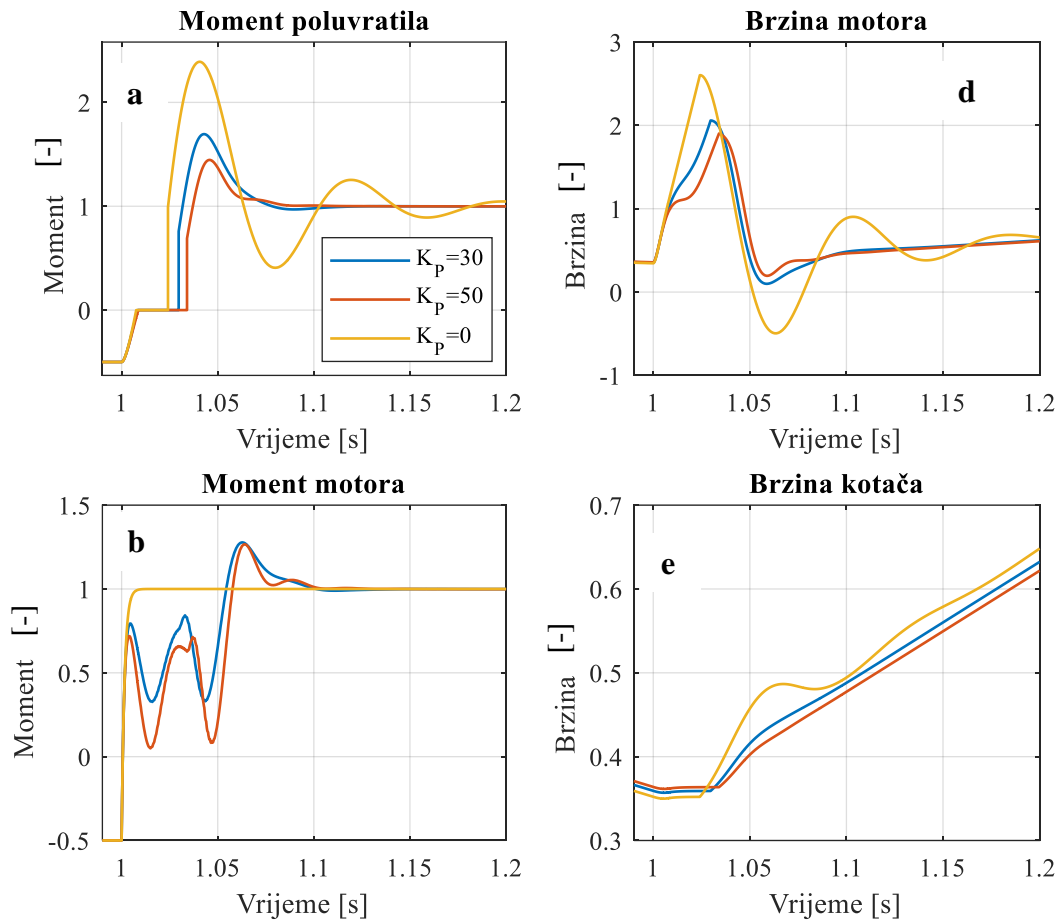 Moment poluvratila
a
2
1
0
Moment [-]
K_P=30
K_P=50
K_P=0
1 1.05 1.1 1.15 1.2
Vrijeme [s]
Brzina motora
d
3
2
1
0
-1
Brzina [-]
1 1.05 1.1 1.15 1.2
Vrijeme [s]
Moment motora
b
1.5
1
0.5
0
-0.5
Moment [-]
1 1.05 1.1 1.15 1.2
Vrijeme [s]
Brzina kotača
e
0.7
0.6
0.5
0.4
0.3
Brzina [-]
1 1.05 1.1 1.15 1.2
Vrijeme [s]